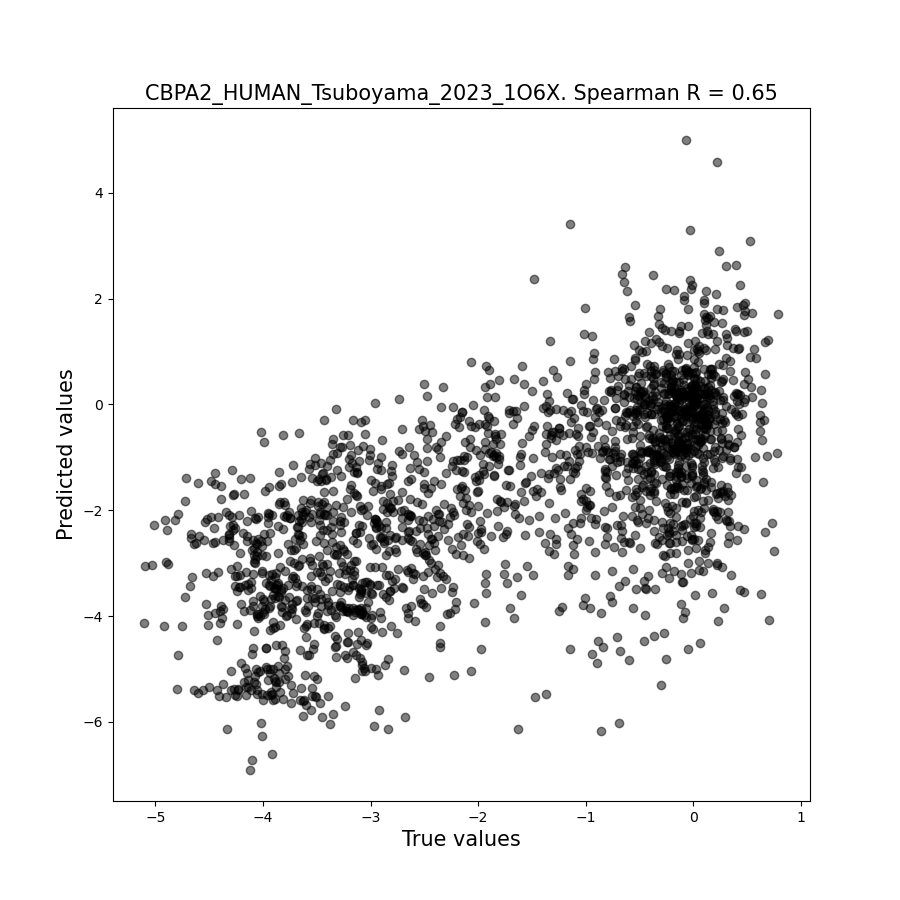 CBPA2_HUMAN_Tsuboyama_2023_1O6X. Spearman R = 0.65
Predicted values
4
2
0
−2
−4
−6
−5 −4 −3 −2 −1 0 1
True values